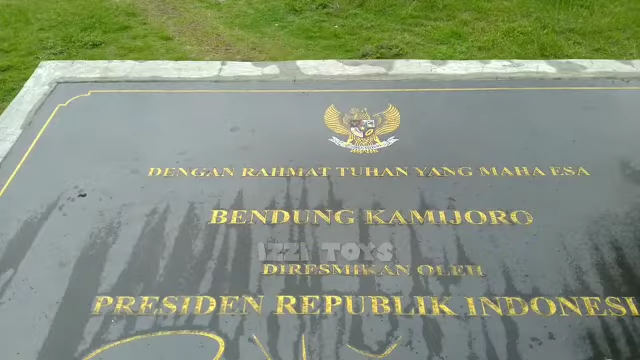 DENGAN RAHMAT TUHAN YANG MAHA ESA
BENDUNG KAMIJORO
IZZI TOYS
DIRESMIKAN OLEH
PRESIDEN REPUBLIK INDONESI